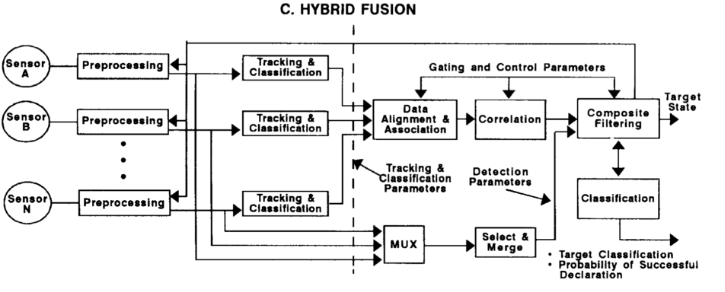 C. HYBRID FUSION
Sensor
A
Preprocessing
Tracking &
Classification
Gating and Control Parameters
Target
State
Sensor
B
Preprocessing
Tracking &
Classification
Data
Alignment &
Association
Correlation
Composite
Filtering
Tracking &
Classification
Parameters
Detection
Parameters
Sensor
N
Preprocessing
Tracking &
Classification
Classification
MUX
Select &
Merge
• Target Classification
• Probability of Successful
Declaration